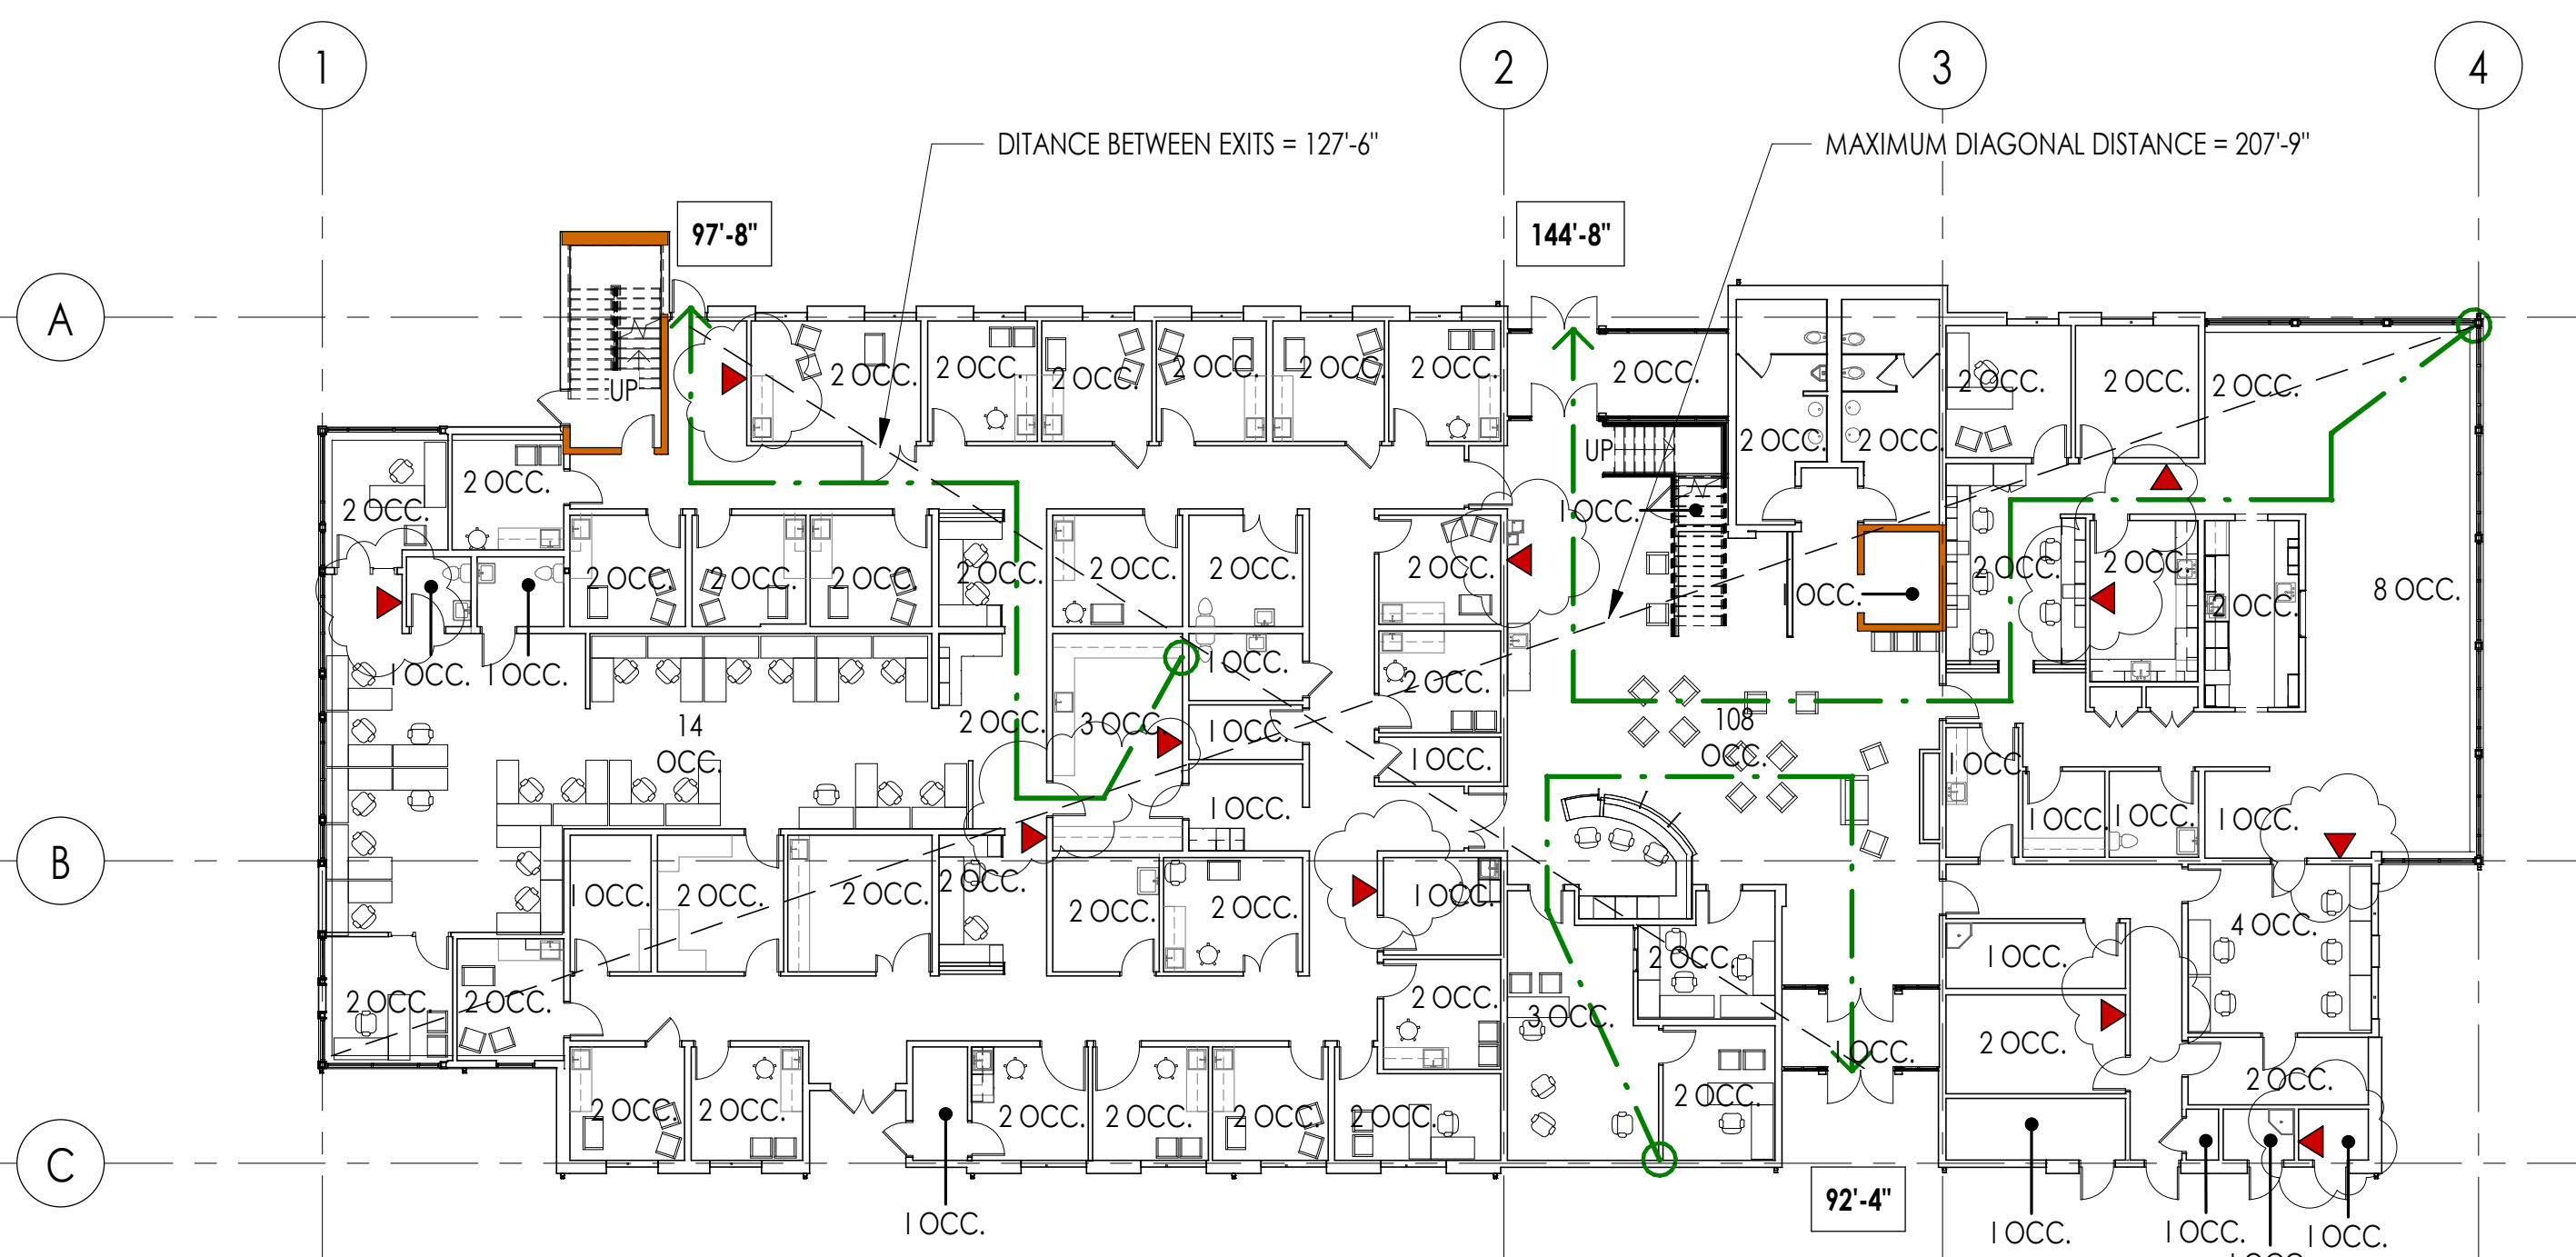 1
2
3
4
DITANCE BETWEEN EXITS = 127'-6"
MAXIMUM DIAGONAL DISTANCE = 207'-9"
97'-8"
144'-8"
A
UP
2 OCC.
2 OCC.
2 OCC.
2 OCC.
2 OCC.
2 OCC.
2 OCC.
2 OCC.
2 OCC.
2 OCC.
2 OCC.
2 OCC.
UP
2 OCC.
2 OCC.
1 OCC.
2 OCC.
2 OCC.
2 OCC.
2 OCC.
2 OCC.
2 OCC.
2 OCC.
2 OCC.
OCC.
2 OCC.
2 OCC.
2 OCC.
8 OCC.
1 OCC.
1 OCC.
1 OCC.
2 OCC.
14
OCC.
2 OCC.
3 OCC.
1 OCC.
1 OCC.
108
OCC.
1 OCC.
1 OCC.
1 OCC.
1 OCC.
1 OCC.
B
1 OCC.
2 OCC.
2 OCC.
2 OCC.
2 OCC.
2 OCC.
1 OCC.
2 OCC.
4 OCC.
1 OCC.
2 OCC.
2 OCC.
2 OCC.
3 OCC.
1 OCC.
2 OCC.
2 OCC.
2 OCC.
2 OCC.
2 OCC.
2 OCC.
2 OCC.
2 OCC.
2 OCC.
C
92'-4"
1 OCC.
1 OCC.
1 OCC.
1 OCC.